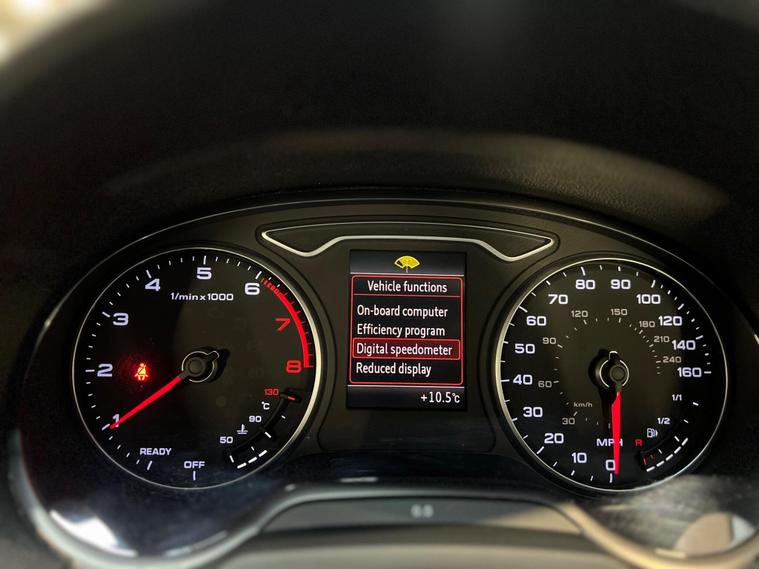 5
4
6
1/min x 1000
3
7
2
8
1
130
°C
90
50
READY
OFF
Vehicle functions
On-board computer
Efficiency program
Digital speedometer
Reduced display
+10.5°C
80 90
70 100
60 120
50 140
40 160
30
20
10
0
MPH
150
120 180
90 210
60 240
30
km/h
1/1
1/2
R